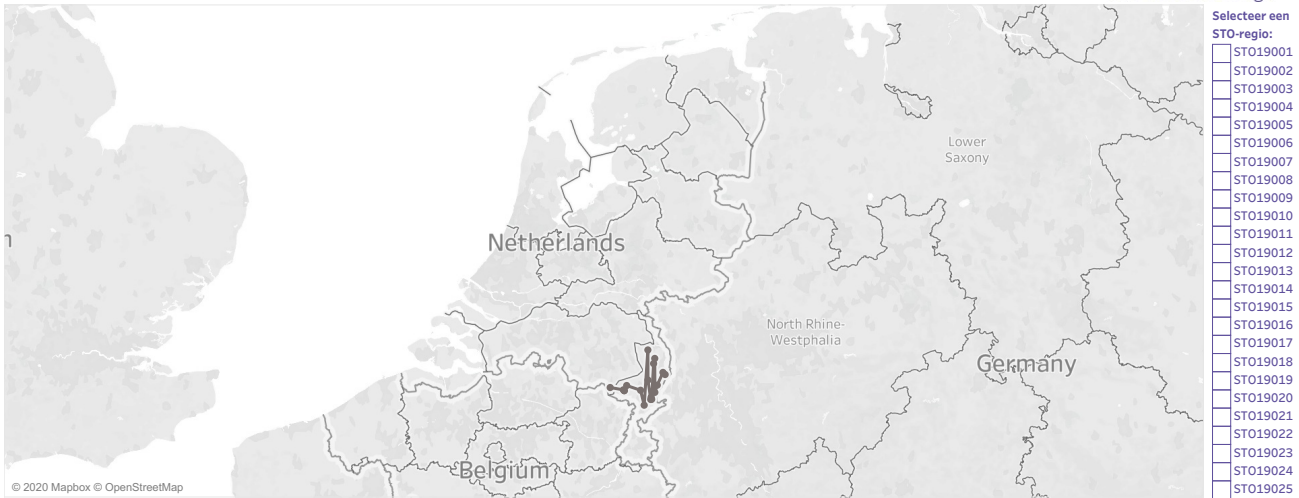 Selecteer een
STO-regio:
STO19001
STO19002
STO19003
STO19004
STO19005
STO19006
STO19007
STO19008
STO19009
STO19010
STO19011
STO19012
STO19013
STO19014
STO19015
STO19016
STO19017
STO19018
STO19019
STO19020
STO19021
STO19022
STO19023
STO19024
STO19025
Lower
Saxony
Netherlands
North Rhine-
Westphalia
Germany
Belgium
© 2020 Mapbox © OpenStreetMap